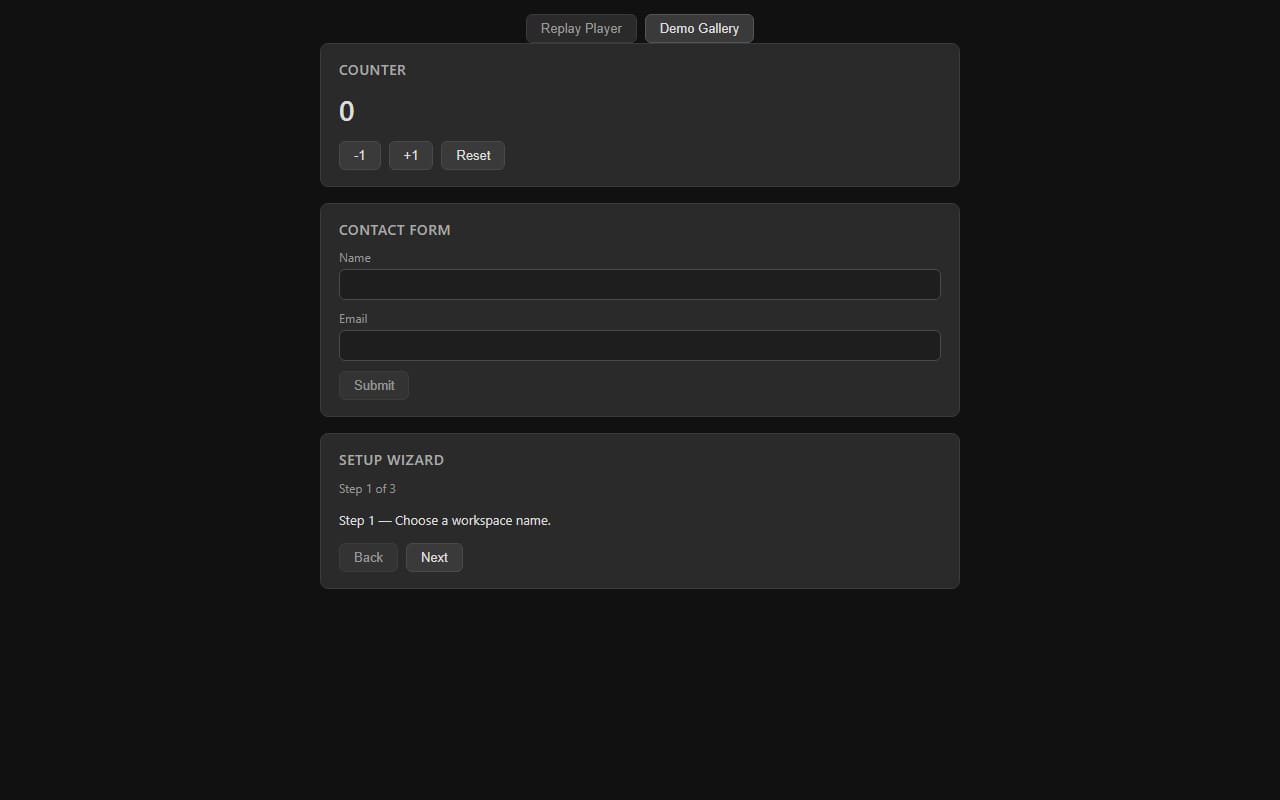 Replay Player Demo Gallery
COUNTER
0
-1 +1 Reset
CONTACT FORM
Name
Email
Submit
SETUP WIZARD
Step 1 of 3
Step 1 — Choose a workspace name.
Back Next